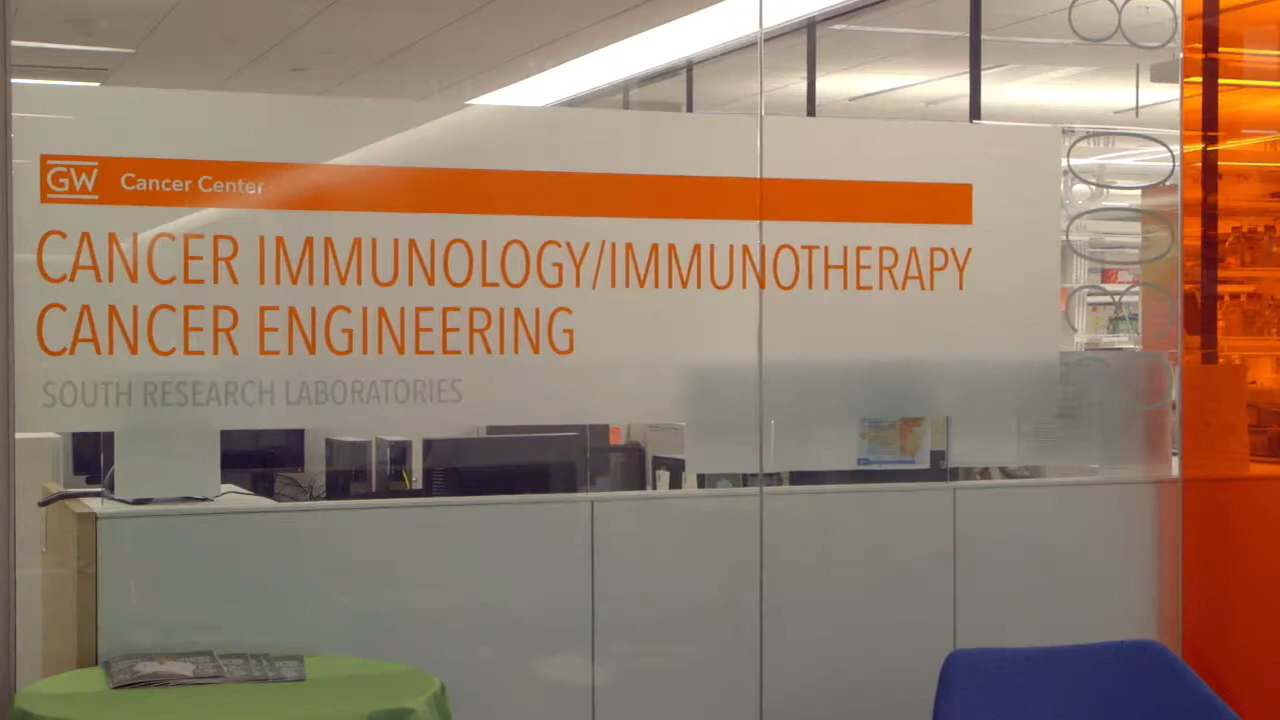 GW Cancer Center
CANCER IMMUNOLOGY/IMMUNOTHERAPY
CANCER ENGINEERING
SOUTH RESEARCH LABORATORIES